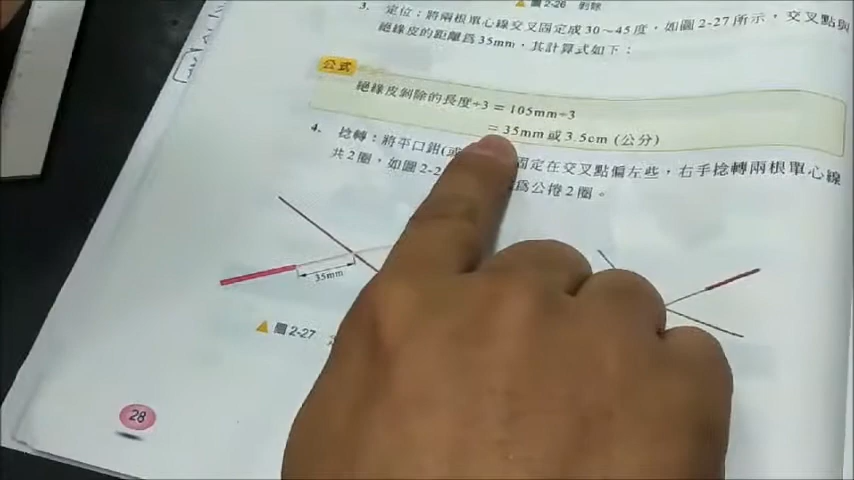 圖2-26 剝除
3. 定位：將兩根單心線交叉固定成30～45度，如圖2-27所示，交叉點與
絕緣皮的距離為35mm，其計算式如下：
公式
絕緣皮剝除的長度÷3 = 105mm÷3
= 35mm 或 3.5cm (公分)
4. 捻轉：將平口鉗(或 固定在交叉點偏左些，右手捻轉兩根單心線
共2圈，如圖2-2 為公捲2圈。
35mm
圖2-27
28